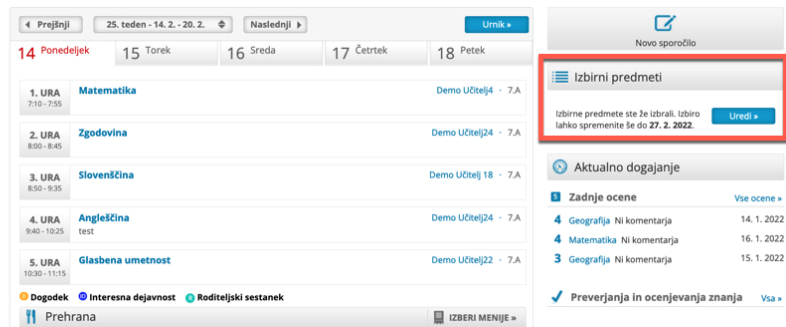 Prejšnji
25. teden - 14. 2. - 20. 2.
Naslednji
Urnik »
14 Ponedeljek
15 Torek
16 Sreda
17 Četrtek
18 Petek
1. URA
7:10 - 7:55
Matematika
Demo Učitelj4 · 7.A
2. URA
8:00 - 8:45
Zgodovina
Demo Učitelj24 · 7.A
3. URA
8:50 - 9:35
Slovenščina
Demo Učitelj 18 · 7.A
4. URA
9:40 - 10:25
Angleščina
test
Demo Učitelj24 · 7.A
5. URA
10:30 - 11:15
Glasbena umetnost
Demo Učitelj22 · 7.A
Dogodek
Interesna dejavnost
Roditeljski sestanek
Prehrana
IZBERI MENIJE »
Novo sporočilo
Izbirni predmeti
Izbirne predmete ste že izbrali. Izbiro
lahko spremenite še do 27. 2. 2022.
Uredi »
Aktualno dogajanje
5 Zadnje ocene
Vse ocene »
4 Geografija Ni komentarja 14. 1. 2022
4 Matematika Ni komentarja 16. 1. 2022
3 Geografija Ni komentarja 15. 1. 2022
Preverjanja in ocenjevanja znanja
Vsa »